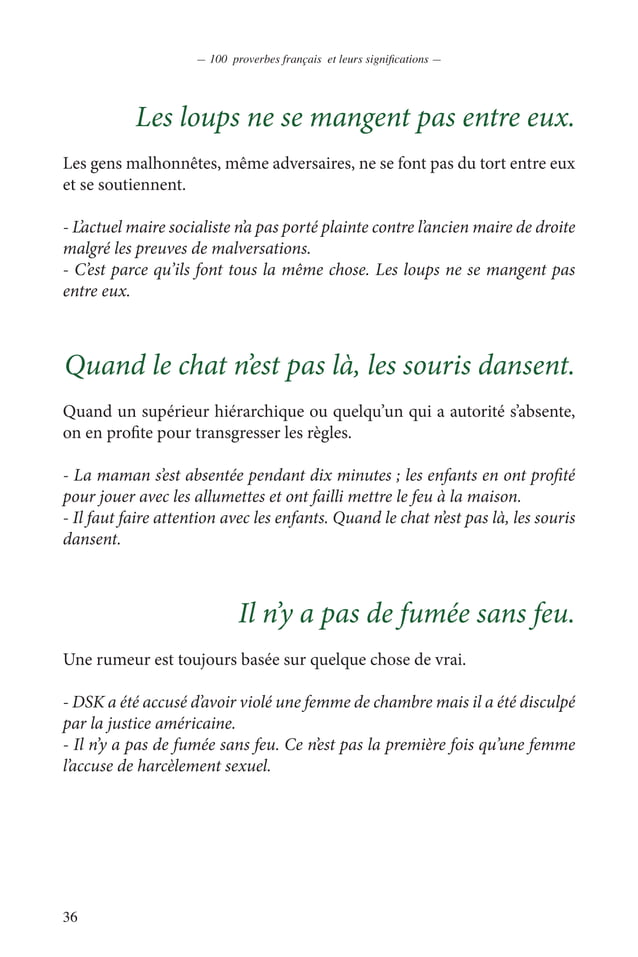 — 100 proverbes français et leurs significations —
Les loups ne se mangent pas entre eux.
Les gens malhonnêtes, même adversaires, ne se font pas du tort entre eux
et se soutiennent.
- L’actuel maire socialiste n’a pas porté plainte contre l’ancien maire de droite
malgré les preuves de malversations.
- C’est parce qu’ils font tous la même chose. Les loups ne se mangent pas
entre eux.
Quand le chat n’est pas là, les souris dansent.
Quand un supérieur hiérarchique ou quelqu’un qui a autorité s’absente,
on en profite pour transgresser les règles.
- La maman s’est absentée pendant dix minutes ; les enfants en ont profité
pour jouer avec les allumettes et ont failli mettre le feu à la maison.
- Il faut faire attention avec les enfants. Quand le chat n’est pas là, les souris
dansent.
Il n’y a pas de fumée sans feu.
Une rumeur est toujours basée sur quelque chose de vrai.
- DSK a été accusé d’avoir violé une femme de chambre mais il a été disculpé
par la justice américaine.
- Il n’y a pas de fumée sans feu. Ce n’est pas la première fois qu’une femme
l’accuse de harcèlement sexuel.
36